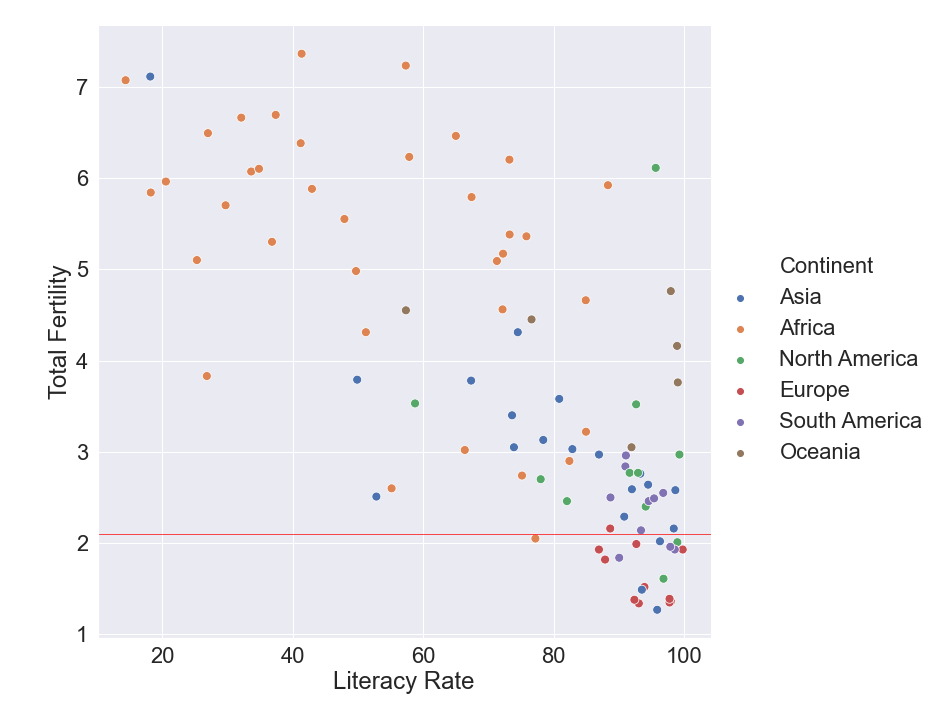 7
6
5
4
3
2
1
Total Fertility
20 40 60 80 100
Literacy Rate
Continent
Asia
Africa
North America
Europe
South America
Oceania